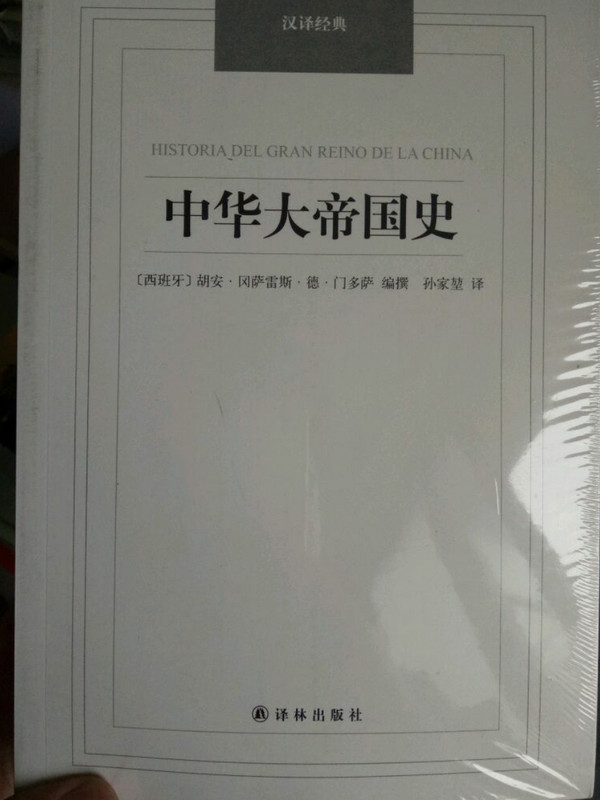 汉译经典
HISTORIA DEL GRAN REINO DE LA CHINA
中华大帝国史
〔西班牙〕胡安·冈萨雷斯·德·门多萨 编撰 孙家堃 译
译林出版社